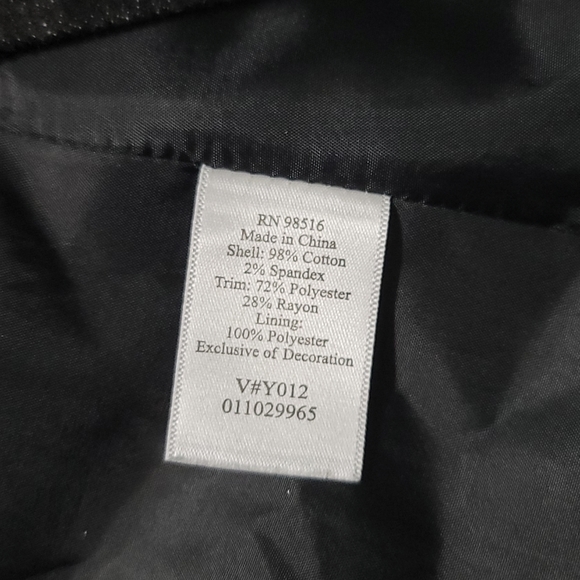 RN 98516
Made in China
Shell: 98% Cotton
2% Spandex
Trim: 72% Polyester
28% Rayon
Lining:
100% Polyester
Exclusive of Decoration
V#Y012
011029965